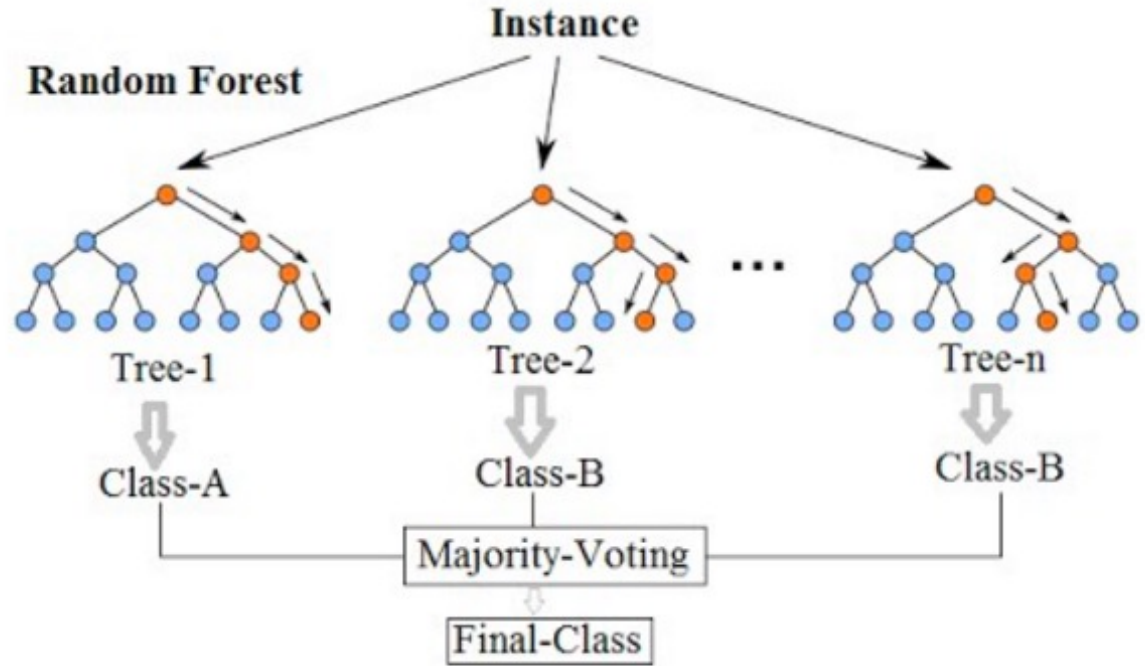 Instance
Random Forest
...
Tree-1
Tree-2
Tree-n
Class-A
Class-B
Class-B
Majority-Voting
Final-Class